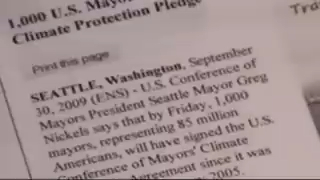 1,000 U.S. Mayo
Climate Protection Pledge
Print this page
SEATTLE, Washington, September
30, 2009 (ENS) - U.S. Conference of
Mayors President Seattle Mayor Greg
Nickels says that by Friday, 1,000
mayors, representing 85 million
Americans, will have signed the U.S.
Conference of Mayors' Climate
Agreement since it was
2005.